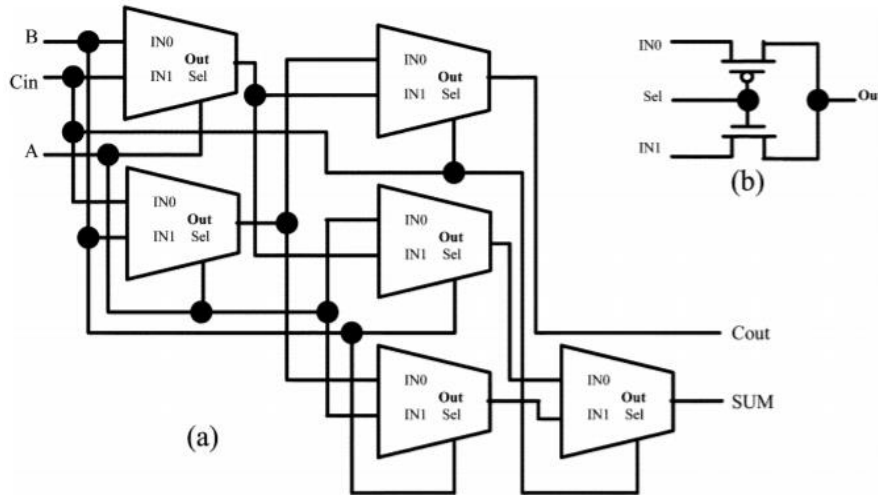 B
Cin
A
IN0
Out
IN1 Sel
IN0
Out
IN1 Sel
IN0
Out
IN1 Sel
IN0
Out
IN1 Sel
IN0
Out
IN1 Sel
IN0
Out
IN1 Sel
Cout
SUM
(a)
IN0
Sel
IN1
Out
(b)